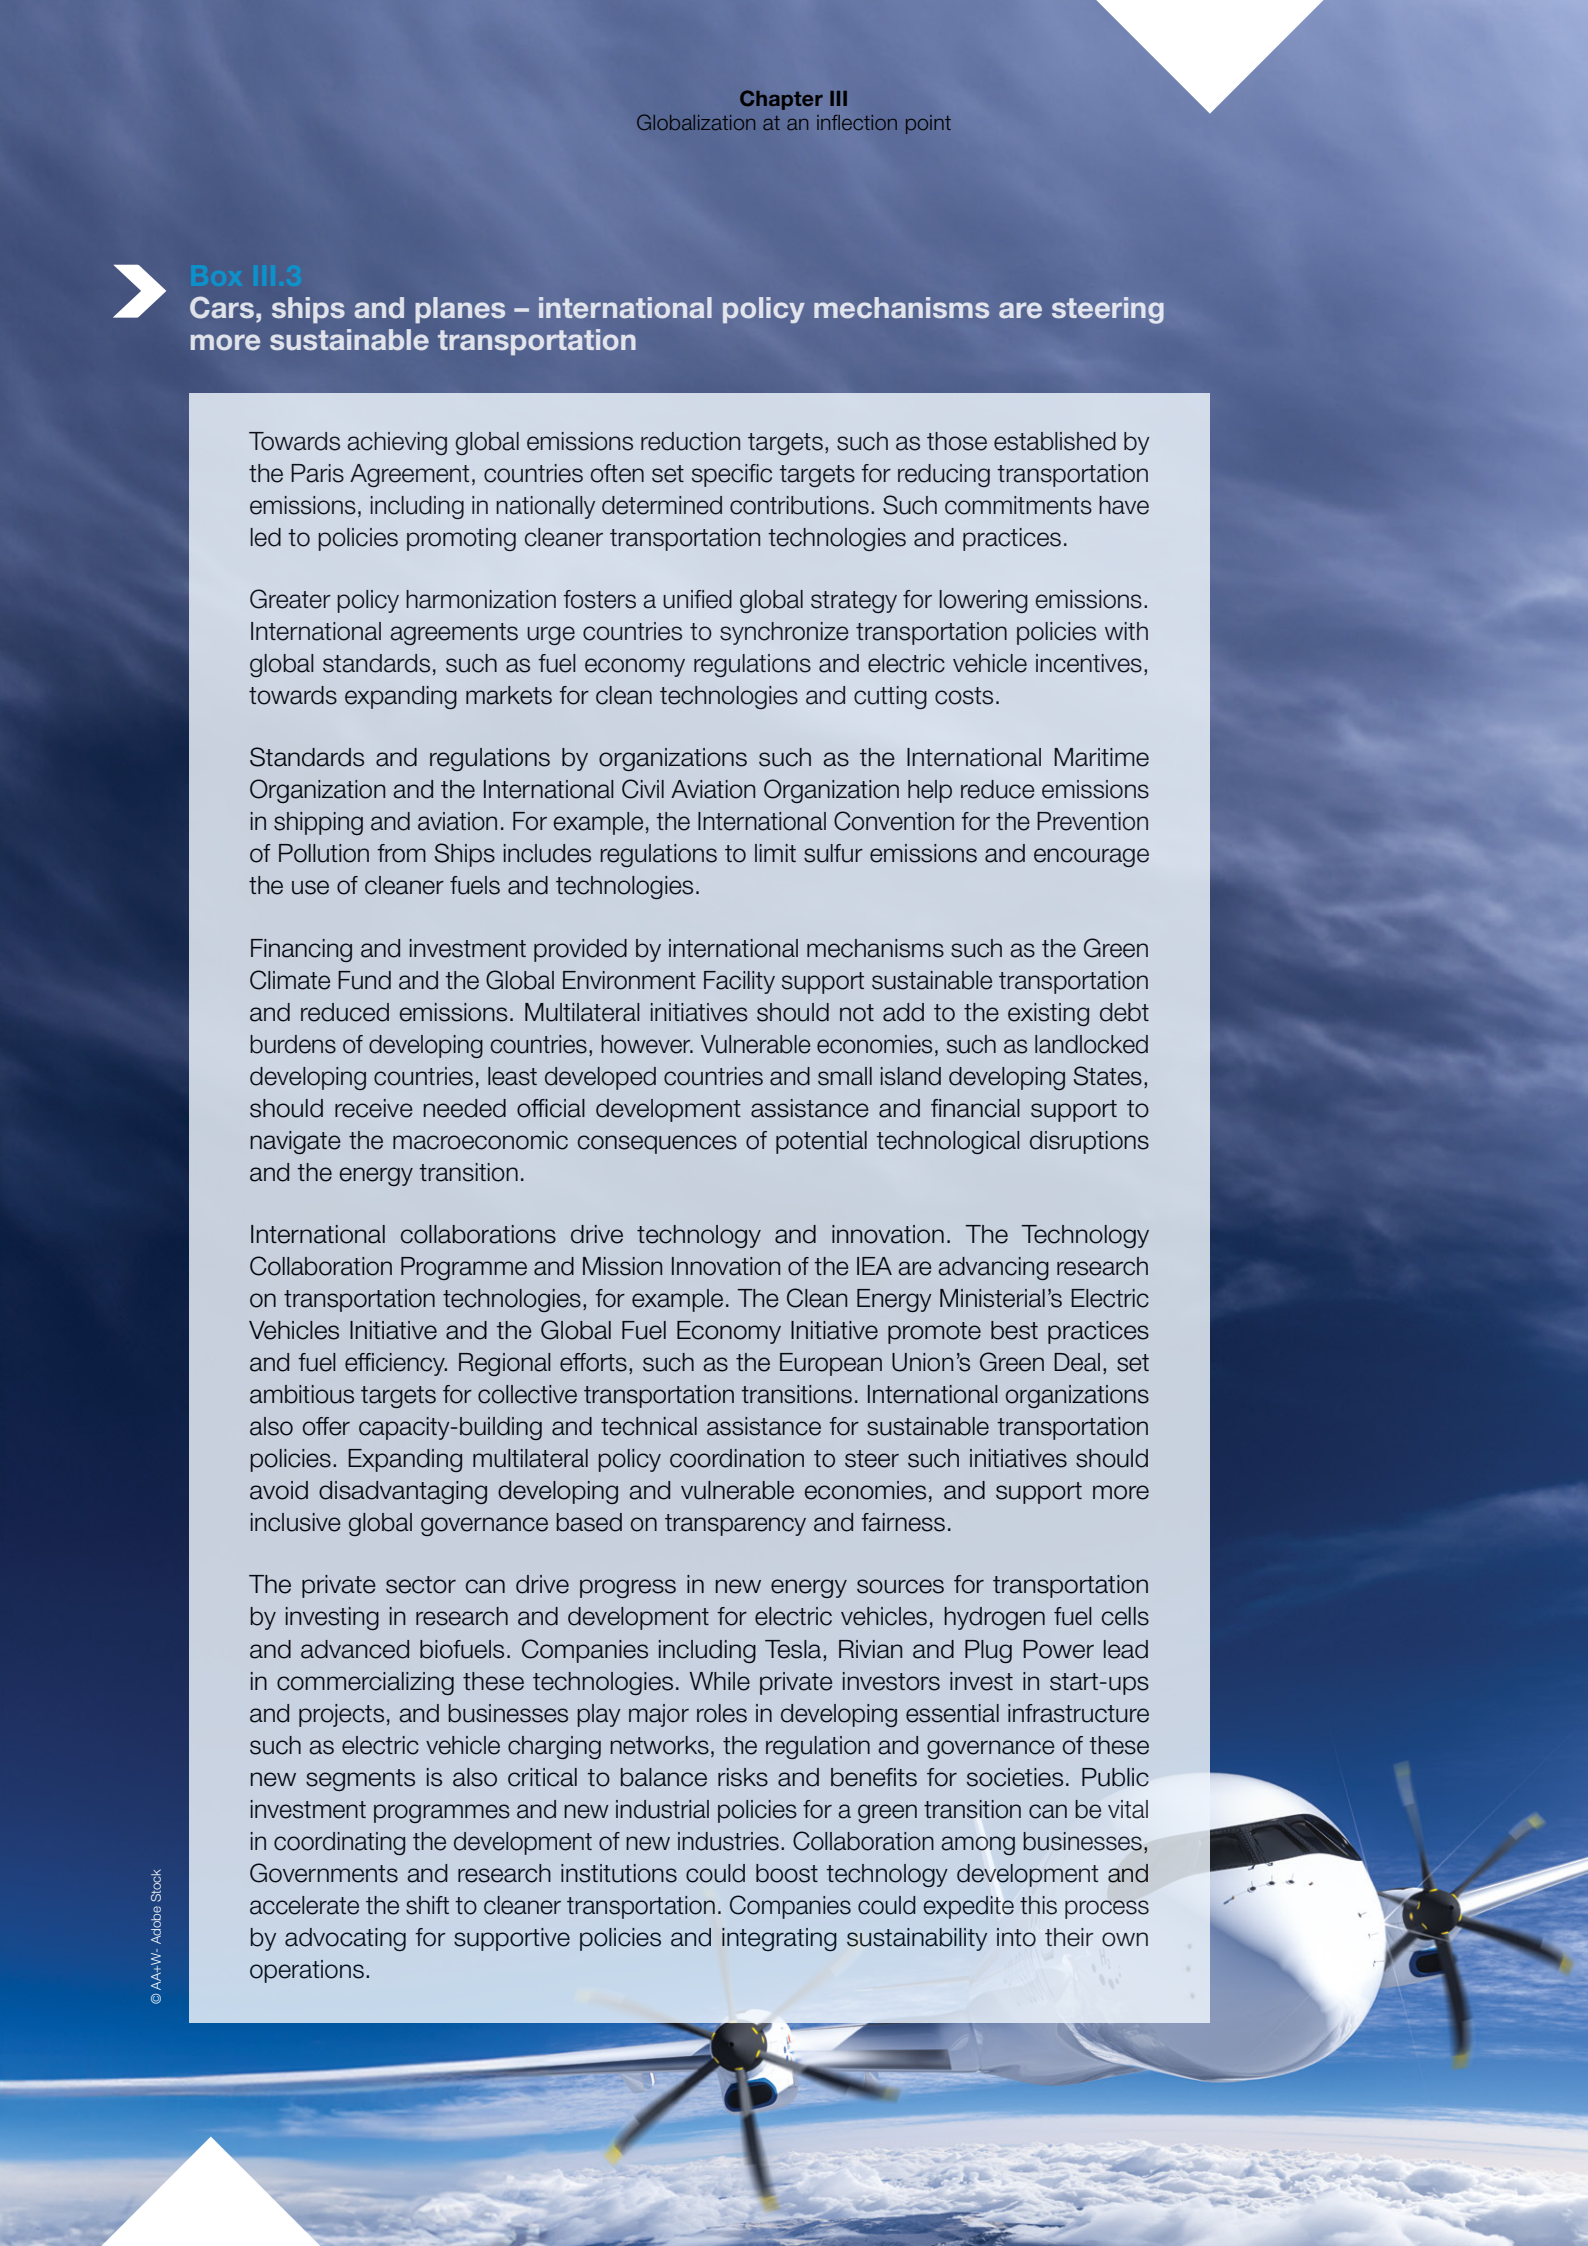 Chapter III
Globalization at an inflection point
Box III.3
Cars, ships and planes – international policy mechanisms are steering
more sustainable transportation
Towards achieving global emissions reduction targets, such as those established by
the Paris Agreement, countries often set specific targets for reducing transportation
emissions, including in nationally determined contributions. Such commitments have
led to policies promoting cleaner transportation technologies and practices.
Greater policy harmonization fosters a unified global strategy for lowering emissions.
International agreements urge countries to synchronize transportation policies with
global standards, such as fuel economy regulations and electric vehicle incentives,
towards expanding markets for clean technologies and cutting costs.
Standards and regulations by organizations such as the International Maritime
Organization and the International Civil Aviation Organization help reduce emissions
in shipping and aviation. For example, the International Convention for the Prevention
of Pollution from Ships includes regulations to limit sulfur emissions and encourage
the use of cleaner fuels and technologies.
Financing and investment provided by international mechanisms such as the Green
Climate Fund and the Global Environment Facility support sustainable transportation
and reduced emissions. Multilateral initiatives should not add to the existing debt
burdens of developing countries, however. Vulnerable economies, such as landlocked
developing countries, least developed countries and small island developing States,
should receive needed official development assistance and financial support to
navigate the macroeconomic consequences of potential technological disruptions
and the energy transition.
International collaborations drive technology and innovation. The Technology
Collaboration Programme and Mission Innovation of the IEA are advancing research
on transportation technologies, for example. The Clean Energy Ministerial’s Electric
Vehicles Initiative and the Global Fuel Economy Initiative promote best practices
and fuel efficiency. Regional efforts, such as the European Union’s Green Deal, set
ambitious targets for collective transportation transitions. International organizations
also offer capacity-building and technical assistance for sustainable transportation
policies. Expanding multilateral policy coordination to steer such initiatives should
avoid disadvantaging developing and vulnerable economies, and support more
inclusive global governance based on transparency and fairness.
The private sector can drive progress in new energy sources for transportation
by investing in research and development for electric vehicles, hydrogen fuel cells
and advanced biofuels. Companies including Tesla, Rivian and Plug Power lead
in commercializing these technologies. While private investors invest in start-ups
and projects, and businesses play major roles in developing essential infrastructure
such as electric vehicle charging networks, the regulation and governance of these
new segments is also critical to balance risks and benefits for societies. Public
investment programmes and new industrial policies for a green transition can be vital
in coordinating the development of new industries. Collaboration among businesses,
Governments and research institutions could boost technology development and
accelerate the shift to cleaner transportation. Companies could expedite this process
by advocating for supportive policies and integrating sustainability into their own
operations.
© AA+W- Adobe Stock